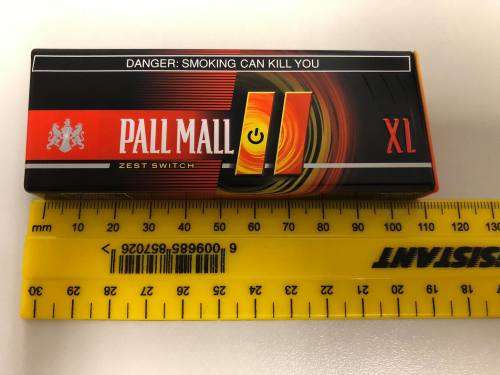 DANGER: SMOKING CAN KILL YOU
PALL MALL
XL
ZEST SWITCH
mm 10 20 30 40 50 60 70 80 90 100 110 120 130
6 009685 857026 >
SISTANT
30 29 28 27 26 25 24 23 22 21 20 19 18 17